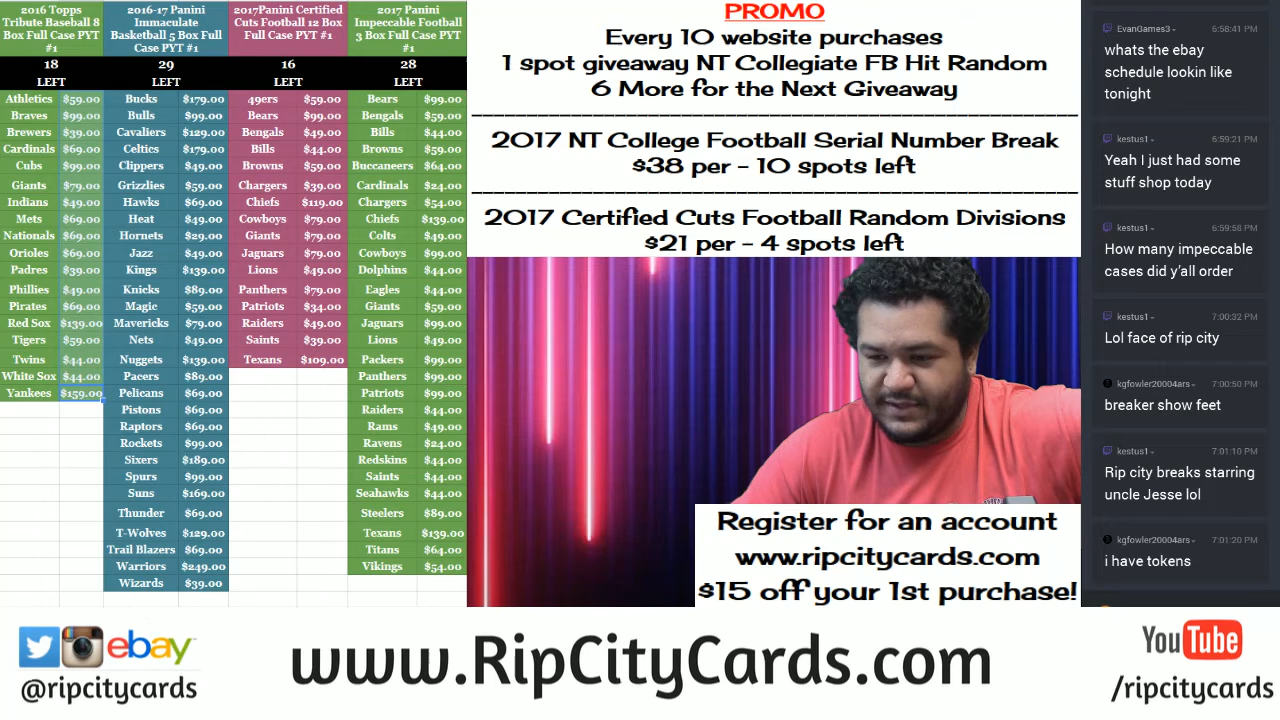 2016 Topps
Tribute Baseball 8
Box Full Case PYT
#1
18
LEFT
Athletics $59.00
Braves $99.00
Brewers $39.00
Cardinals $69.00
Cubs $99.00
Giants $79.00
Indians $49.00
Mets $69.00
Nationals $69.00
Orioles $69.00
Padres $39.00
Phillies $49.00
Pirates $69.00
Red Sox $139.00
Tigers $59.00
Twins $44.00
White Sox $44.00
Yankees $159.00
2016-17 Panini
Immaculate
Basketball 5 Box Full
Case PYT #1
29
LEFT
Bucks $179.00
Bulls $99.00
Cavaliers $129.00
Celtics $179.00
Clippers $49.00
Grizzlies $59.00
Hawks $69.00
Heat $49.00
Hornets $29.00
Jazz $49.00
Kings $139.00
Knicks $89.00
Magic $59.00
Mavericks $79.00
Nets $49.00
Nuggets $139.00
Pacers $89.00
Pelicans $69.00
Pistons $69.00
Raptors $69.00
Rockets $99.00
Sixers $189.00
Spurs $99.00
Suns $169.00
Thunder $69.00
T-Wolves $129.00
Trail Blazers $69.00
Warriors $249.00
Wizards $39.00
2017Panini Certified
Cuts Football 12 Box
Full Case PYT #1
16
LEFT
49ers $59.00
Bears $99.00
Bengals $49.00
Bills $44.00
Browns $59.00
Chargers $39.00
Chiefs $119.00
Cowboys $79.00
Giants $79.00
Jaguars $79.00
Lions $49.00
Panthers $79.00
Patriots $34.00
Raiders $49.00
Saints $39.00
Texans $109.00
2017 Panini
Impeccable Football
3 Box Full Case PYT
#1
28
LEFT
Bears $99.00
Bengals $59.00
Bills $44.00
Browns $59.00
Buccaneers $64.00
Cardinals $24.00
Chargers $54.00
Chiefs $139.00
Colts $49.00
Cowboys $99.00
Dolphins $44.00
Eagles $44.00
Giants $59.00
Jaguars $99.00
Lions $49.00
Packers $99.00
Panthers $99.00
Patriots $99.00
Raiders $44.00
Rams $49.00
Ravens $24.00
Redskins $44.00
Saints $44.00
Seahawks $44.00
Steelers $89.00
Texans $139.00
Titans $64.00
Vikings $54.00
PROMO
Every 10 website purchases
1 spot giveaway NT Collegiate FB Hit Random
6 More for the Next Giveaway
2017 NT College Football Serial Number Break
$38 per - 10 spots left
2017 Certified Cuts Football Random Divisions
$21 per - 4 spots left
Register for an account
www.ripcitycards.com
$15 off your 1st purchase!
EvanGames3 6:58:41 PM
whats the ebay
schedule lookin like
tonight
kestus1 6:59:21 PM
Yeah I just had some
stuff shop today
kestus1 6:59:58 PM
How many impeccable
cases did y'all order
kestus1 7:00:32 PM
Lol face of rip city
kgfowler20004ars 7:00:50 PM
breaker show feet
kestus1 7:01:10 PM
Rip city breaks starring
uncle Jesse lol
kgfowler20004ars 7:01:20 PM
i have tokens
ebay
@ripcitycards
www.RipCityCards.com
YouTube
/ripcitycards